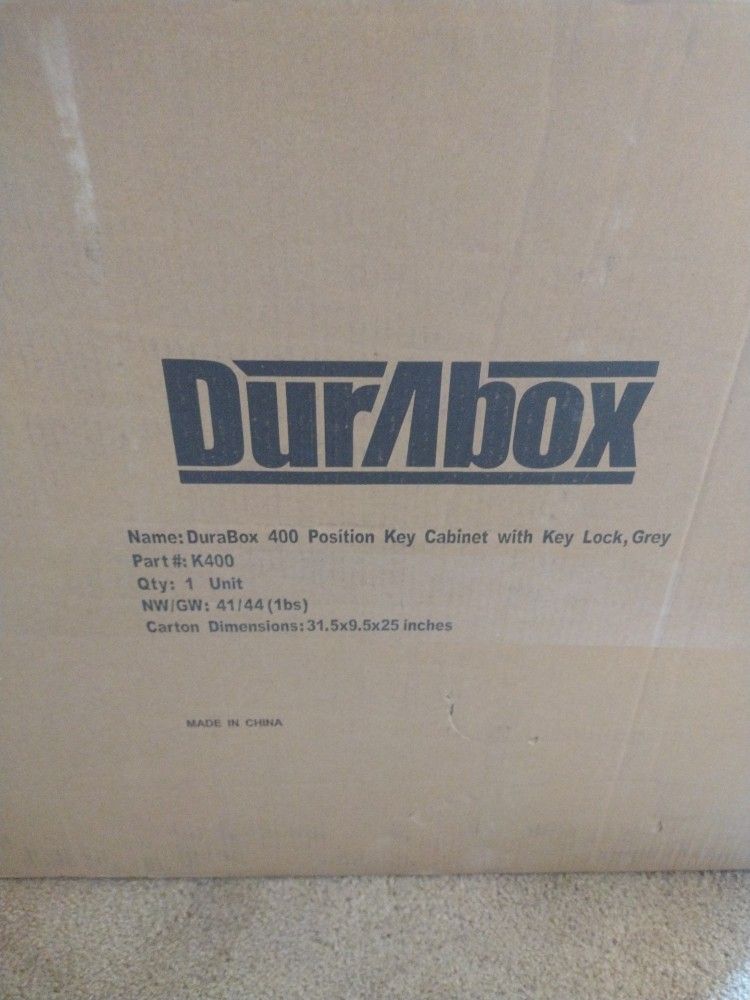 DurAbox
Name: DuraBox 400 Position Key Cabinet with Key Lock, Grey
Part #: K400
Qty: 1 Unit
NW/GW: 41/44 (1bs)
Carton Dimensions: 31.5x9.5x25 inches
MADE IN CHINA